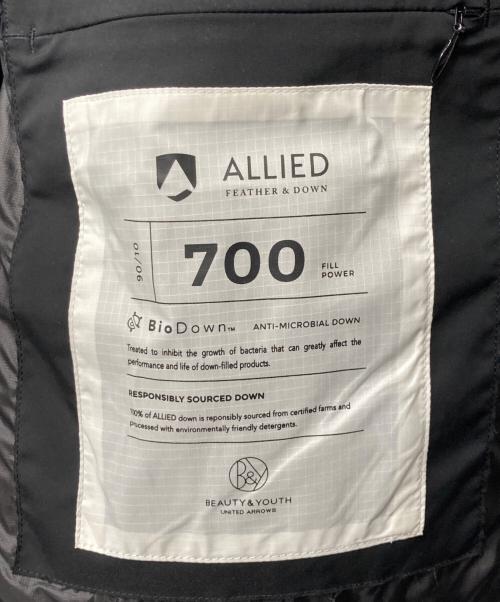 ALLIED
FEATHER & DOWN
90/10
700
FILL
POWER
BioDown™
ANTI-MICROBIAL DOWN
Treated to inhibit the growth of bacteria that can greatly affect the
performance and life of down-filled products.
RESPONSIBLY SOURCED DOWN
100% of ALLIED down is reponsibly sourced from certified farms and
processed with environmentally friendly detergents.
B&Y
BEAUTY & YOUTH
UNITED ARROWS